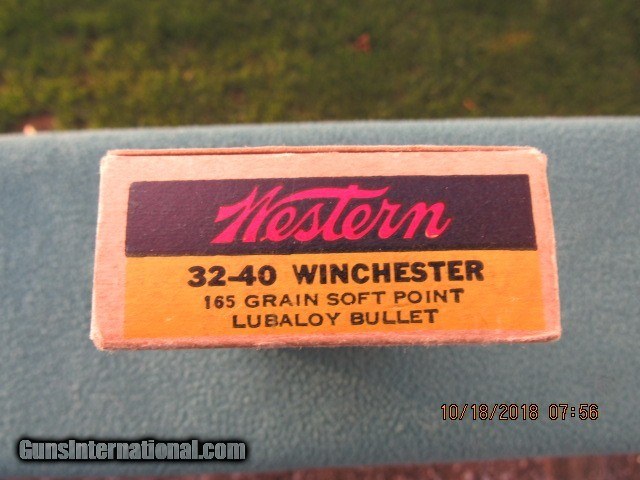 Western
32-40 WINCHESTER
165 GRAIN SOFT POINT
LUBALOY BULLET
10/18/2018 07:56
GunsInternational.com